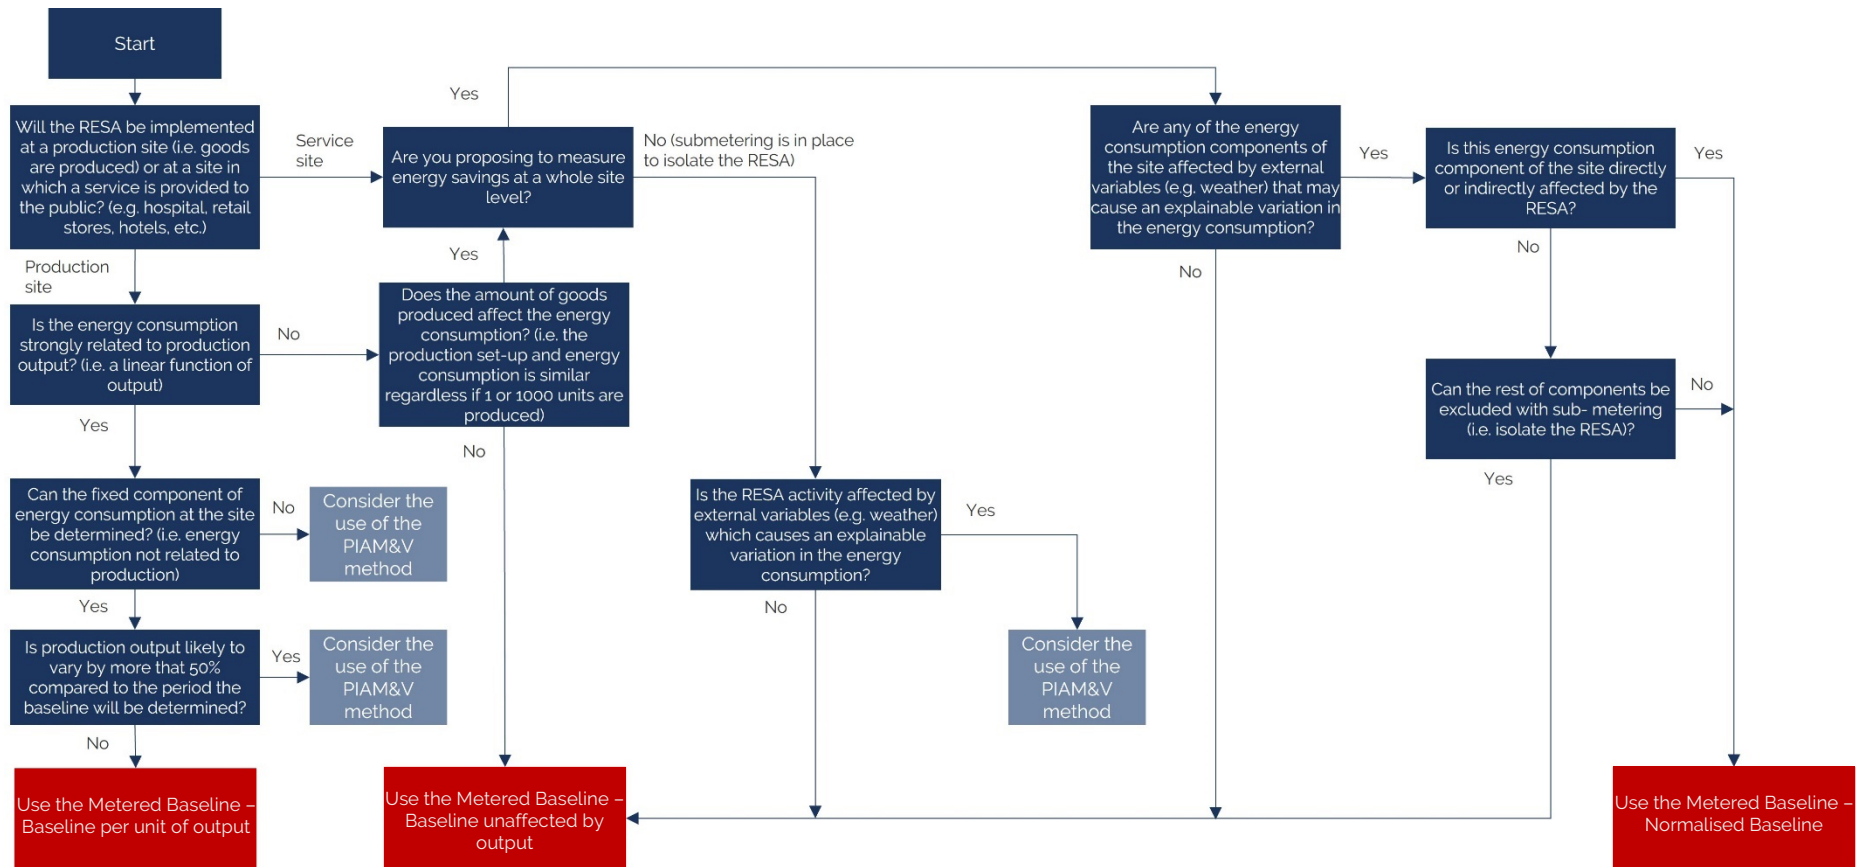 Start
Will the RESA be implemented
at a production site (i.e. goods
are produced) or at a site in
which a service is provided to
the public? (e.g. hospital, retail
stores, hotels, etc.)
Service
site
Production
site
Are you proposing to measure
energy savings at a whole site
level?
Yes
No (submetering is in place
to isolate the RESA)
Are any of the energy
consumption components of
the site affected by external
variables (e.g. weather) that may
cause an explainable variation in
the energy consumption?
Yes
No
Is this energy consumption
component of the site directly
or indirectly affected by the
RESA?
Yes
No
Is the energy consumption
strongly related to production
output? (i.e. a linear function of
output)
No
Yes
Does the amount of goods
produced affect the energy
consumption? (i.e. the
production set-up and energy
consumption is similar
regardless if 1 or 1000 units are
produced)
Yes
No
Can the rest of components be
excluded with sub- metering
(i.e. isolate the RESA)?
No
Yes
Can the fixed component of
energy consumption at the site
be determined? (i.e. energy
consumption not related to
production)
No
Yes
Consider the
use of the
PIAM&V
method
Is the RESA activity affected by
external variables (e.g. weather)
which causes an explainable
variation in the energy
consumption?
Yes
No
Is production output likely to
vary by more that 50%
compared to the period the
baseline will be determined?
Yes
No
Consider the
use of the
PIAM&V
method
Consider the
use of the
PIAM&V
method
Use the Metered Baseline –
Baseline per unit of output
Use the Metered Baseline –
Baseline unaffected by
output
Use the Metered Baseline –
Normalised Baseline